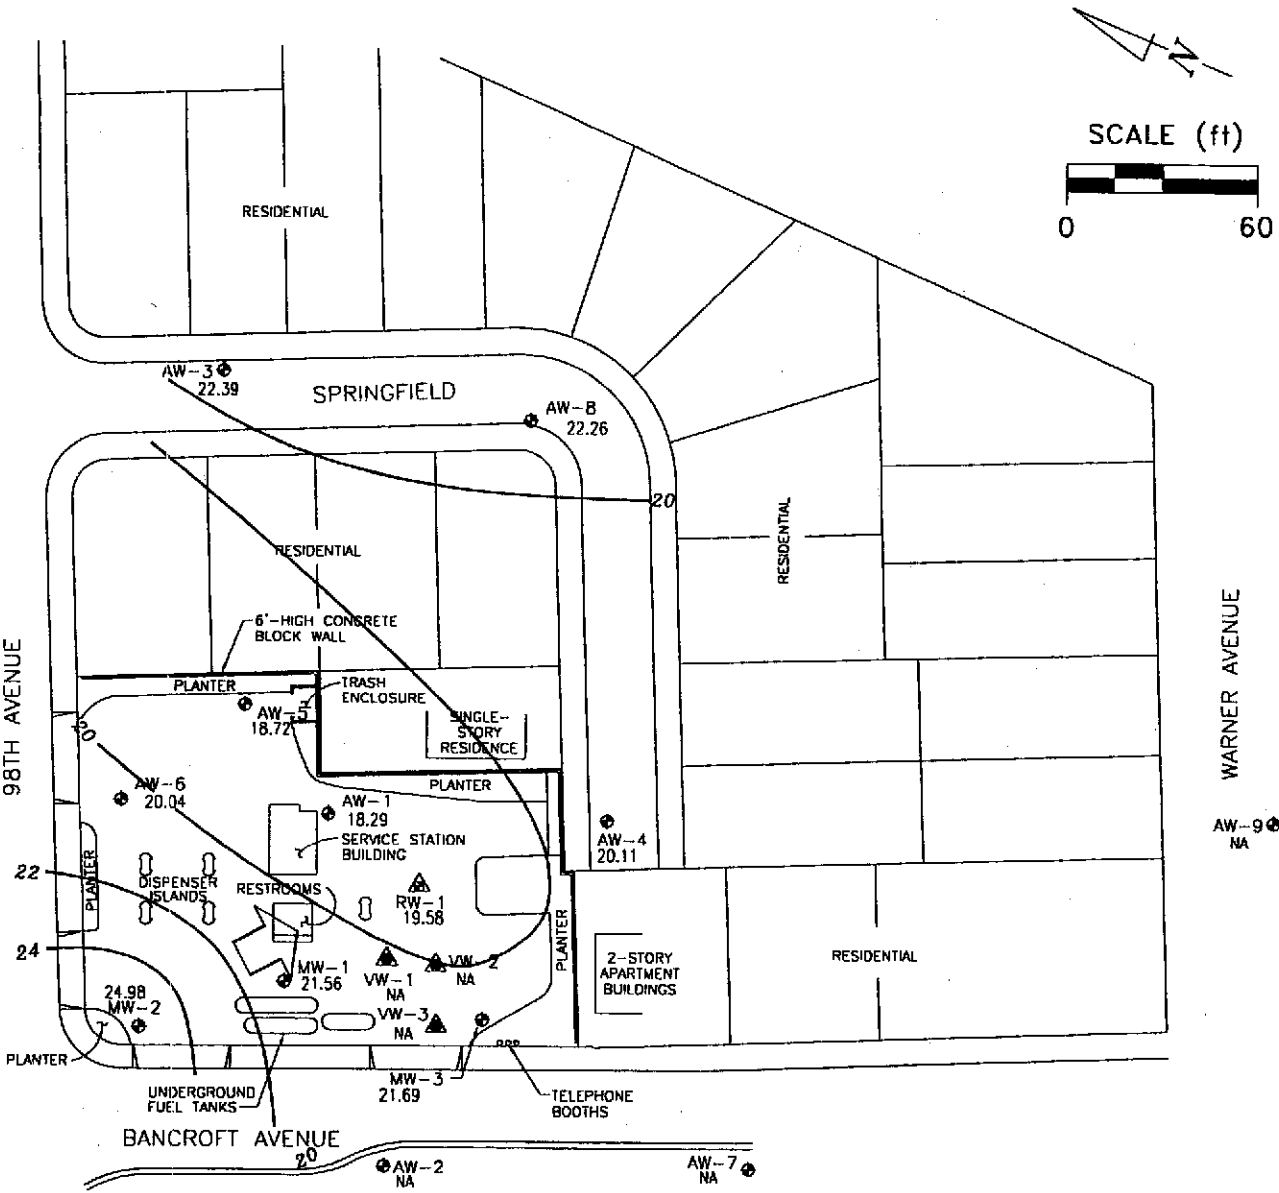 N
SCALE (ft)
0 60
RESIDENTIAL
AW-3
22.39
SPRINGFIELD
AW-8
22.26
20
RESIDENTIAL
RESIDENTIAL
6'-HIGH CONCRETE
BLOCK WALL
98TH AVENUE
WARNER AVENUE
PLANTER
TRASH
ENCLOSURE
AW-5
18.72
SINGLE-
STORY
RESIDENCE
20
PLANTER
AW-6
20.04
AW-1
18.29
SERVICE STATION
BUILDING
AW-4
20.11
AW-9
NA
22
PLANTER
DISPENSER
ISLANDS
RESTROOMS
RW-1
19.58
PLANTER
24
2-STORY
APARTMENT
BUILDINGS
RESIDENTIAL
MW-1
21.56
VW-1
NA
VW-2
NA
24.98
MW-2
VW-3
NA
PLANTER
MW-3
21.69
UNDERGROUND
FUEL TANKS
TELEPHONE
BOOTHS
BANCROFT AVENUE
20
AW-2
NA
AW-7
NA